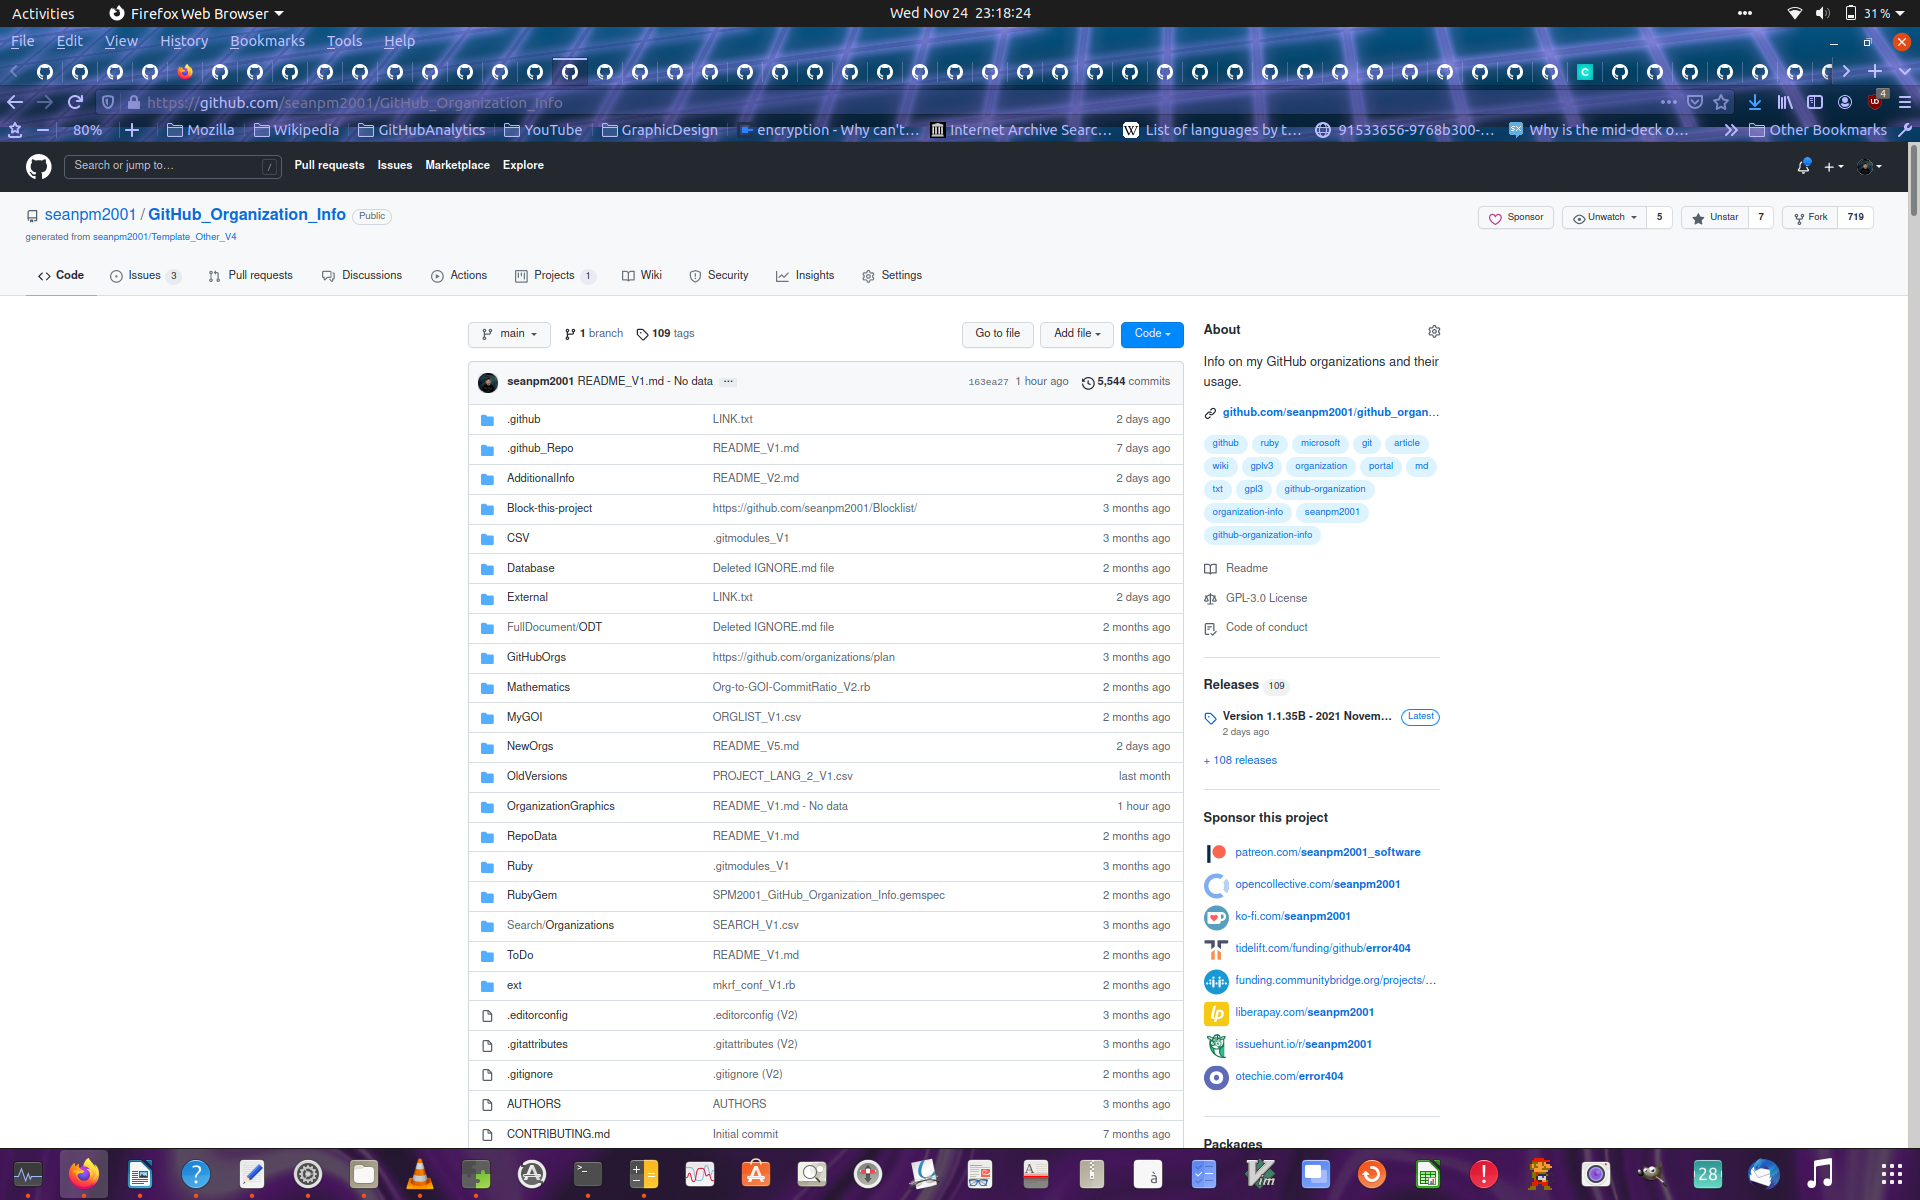 Activities Firefox Web Browser Wed Nov 24 23:18:24 31%
File Edit View History Bookmarks Tools Help
https://github.com/seanpm2001/GitHub_Organization_Info 4
80% Mozilla Wikipedia GitHubAnalytics YouTube GraphicDesign encryption - Why can't… Internet Archive Searc… List of languages by t… 91533656-9768b300-… Why is the mid-deck o… Other Bookmarks
Search or jump to… / Pull requests Issues Marketplace Explore
seanpm2001 / GitHub_Organization_Info Public Sponsor Unwatch 5 Unstar 7 Fork 719
generated from seanpm2001/Template_Other_V4
Code Issues 3 Pull requests Discussions Actions Projects 1 Wiki Security Insights Settings
main 1 branch 109 tags Go to file Add file Code
seanpm2001 README_V1.md - No data … 163ea27 1 hour ago 5,544 commits
.github LINK.txt 2 days ago
.github_Repo README_V1.md 7 days ago
AdditionalInfo README_V2.md 2 days ago
Block-this-project https://github.com/seanpm2001/Blocklist/ 3 months ago
CSV .gitmodules_V1 3 months ago
Database Deleted IGNORE.md file 2 months ago
External LINK.txt 2 days ago
FullDocument/ODT Deleted IGNORE.md file 2 months ago
GitHubOrgs https://github.com/organizations/plan 3 months ago
Mathematics Org-to-GOI-CommitRatio_V2.rb 2 months ago
MyGOI ORGLIST_V1.csv 2 months ago
NewOrgs README_V5.md 2 days ago
OldVersions PROJECT_LANG_2_V1.csv last month
OrganizationGraphics README_V1.md - No data 1 hour ago
RepoData README_V1.md 2 months ago
Ruby .gitmodules_V1 3 months ago
RubyGem SPM2001_GitHub_Organization_Info.gemspec 2 months ago
Search/Organizations SEARCH_V1.csv 3 months ago
ToDo README_V1.md 2 months ago
ext mkrf_conf_V1.rb 2 months ago
.editorconfig .editorconfig (V2) 3 months ago
.gitattributes .gitattributes (V2) 3 months ago
.gitignore .gitignore (V2) 2 months ago
AUTHORS AUTHORS 3 months ago
CONTRIBUTING.md Initial commit 7 months ago
About
Info on my GitHub organizations and their
usage.
github.com/seanpm2001/github_organ…
github ruby microsoft git article
wiki gplv3 organization portal md
txt gpl3 github-organization
organization-info seanpm2001
github-organization-info
Readme
GPL-3.0 License
Code of conduct
Releases 109
Version 1.1.35B - 2021 Novem… Latest
2 days ago
+ 108 releases
Sponsor this project
patreon.com/seanpm2001_software
opencollective.com/seanpm2001
ko-fi.com/seanpm2001
tidelift.com/funding/github/error404
funding.communitybridge.org/projects/…
liberapay.com/seanpm2001
issuehunt.io/r/seanpm2001
otechie.com/error404
Packages
28